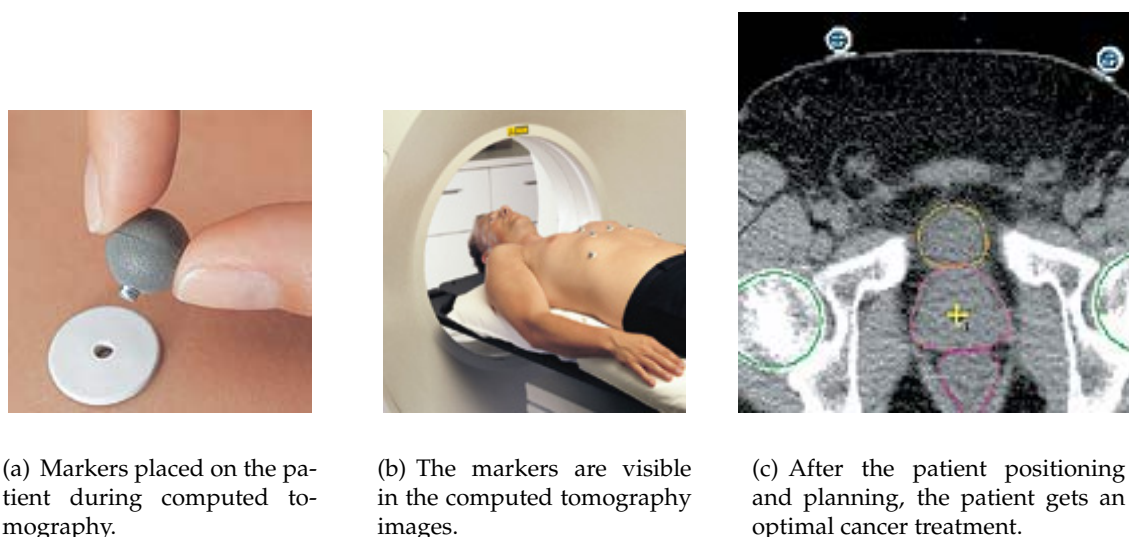 (a) Markers placed on the pa-
tient during computed to-
mography.
(b) The markers are visible
in the computed tomography
images.
(c) After the patient positioning
and planning, the patient gets an
optimal cancer treatment.